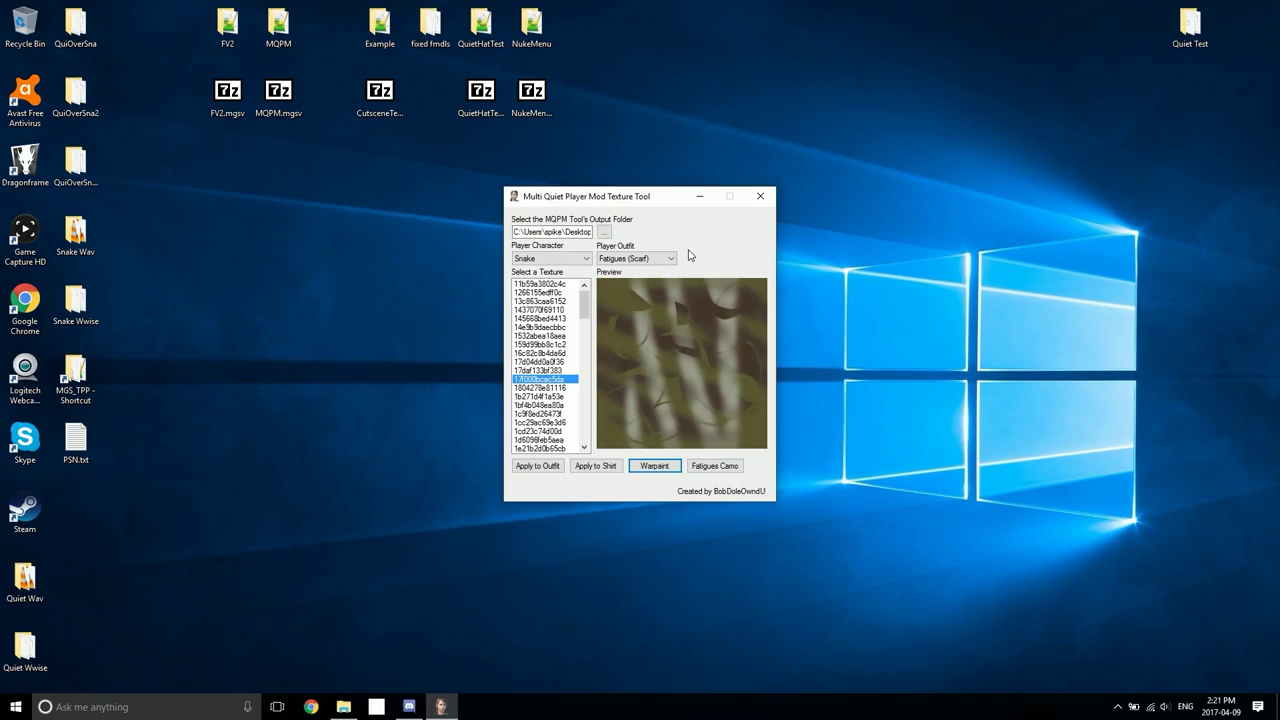 Recycle Bin
QuiOverSna
FV2
MQPM
Example
fixed fmdls
QuietHatTest
NukeMenu
Quiet Test
Avast Free
Antivirus
QuiOverSna2
FV2.mgsv
MQPM.mgsv
CutsceneTe...
QuietHatTe...
NukeMen...
Dragonframe
QuiOverSn...
Game
Capture HD
Snake Wav
Google
Chrome
Snake Wwise
Logitech
Webca...
MGS_TPP -
Shortcut
Skype
PSN.txt
Steam
Quiet Wav
Quiet Wwise
Multi Quiet Player Mod Texture Tool
Select the MQPM Tool's Output Folder
C:\Users\spike\Desktop
...
Player Character
Player Outfit
Snake
Fatigues (Scarf)
Select a Texture
Preview
11b59a3802c4c
1266155edff0c
13c863caa6152
1437070f69110
145668bed4413
14e9b9daecbbc
1532abea18aea
159d99bb8c1c2
16c82c8b4da6d
17d04dd0a0f36
17daf133bf383
17f000bcac5da
1804278e81116
1b271d4f1a53e
1bf4b048ea80a
1c9f8ed26473f
1cc29ac69e3d6
1cd23c74d00d
1d6096feb5aea
1e21b2d0b65cb
Apply to Outfit
Apply to Shirt
Warpaint
Fatigues Camo
Created by BobDoleOwndU
Ask me anything
ENG
2:21 PM
2017-04-09